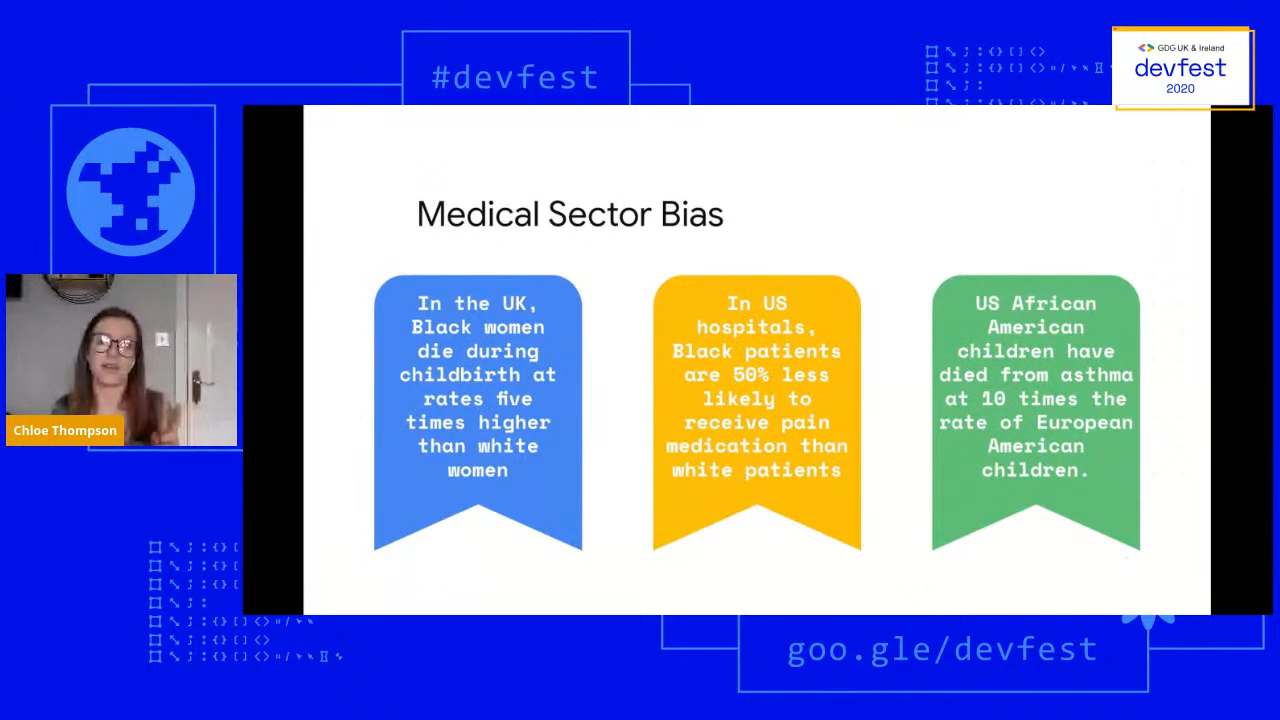 #devfest
GDG UK & Ireland
devfest
2020
Medical Sector Bias
In the UK,
Black women
die during
childbirth at
rates five
times higher
than white
women
In US
hospitals,
Black patients
are 50% less
likely to
receive pain
medication than
white patients
US African
American
children have
died from asthma
at 10 times the
rate of European
American
children.
Chloe Thompson
goo.gle/devfest